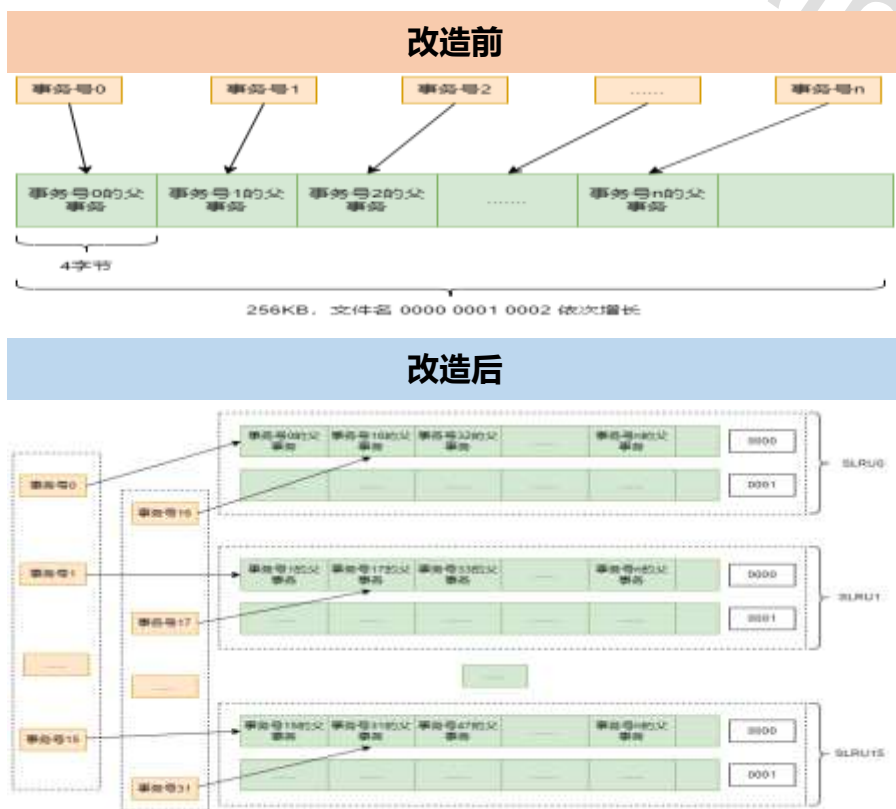 改造前
事务号0 事务号1 事务号2 ...... 事务号n
事务号0的父事务 事务号1的父事务 事务号2的父事务 ....... 事务号n的父事务
4字节
256KB，文件名 0000 0001 0002 依次增长
改造后
事务号0的父事务 事务号16的父事务 事务号32的父事务 ...... 事务号n的父事务 0000
SLRU0
事务号0
...... ...... ...... ...... ...... 0001
事务号16
事务号1
事务号1的父事务 事务号17的父事务 事务号33的父事务 ...... 事务号n的父事务 0000
SLRU1
事务号17
...... ...... ...... ...... ...... 0001
...... ...... ......
事务号15
事务号15的父事务 事务号31的父事务 事务号47的父事务 ...... 事务号n的父事务 0000
SLRU15
事务号31
...... ...... ...... ...... ...... 0001